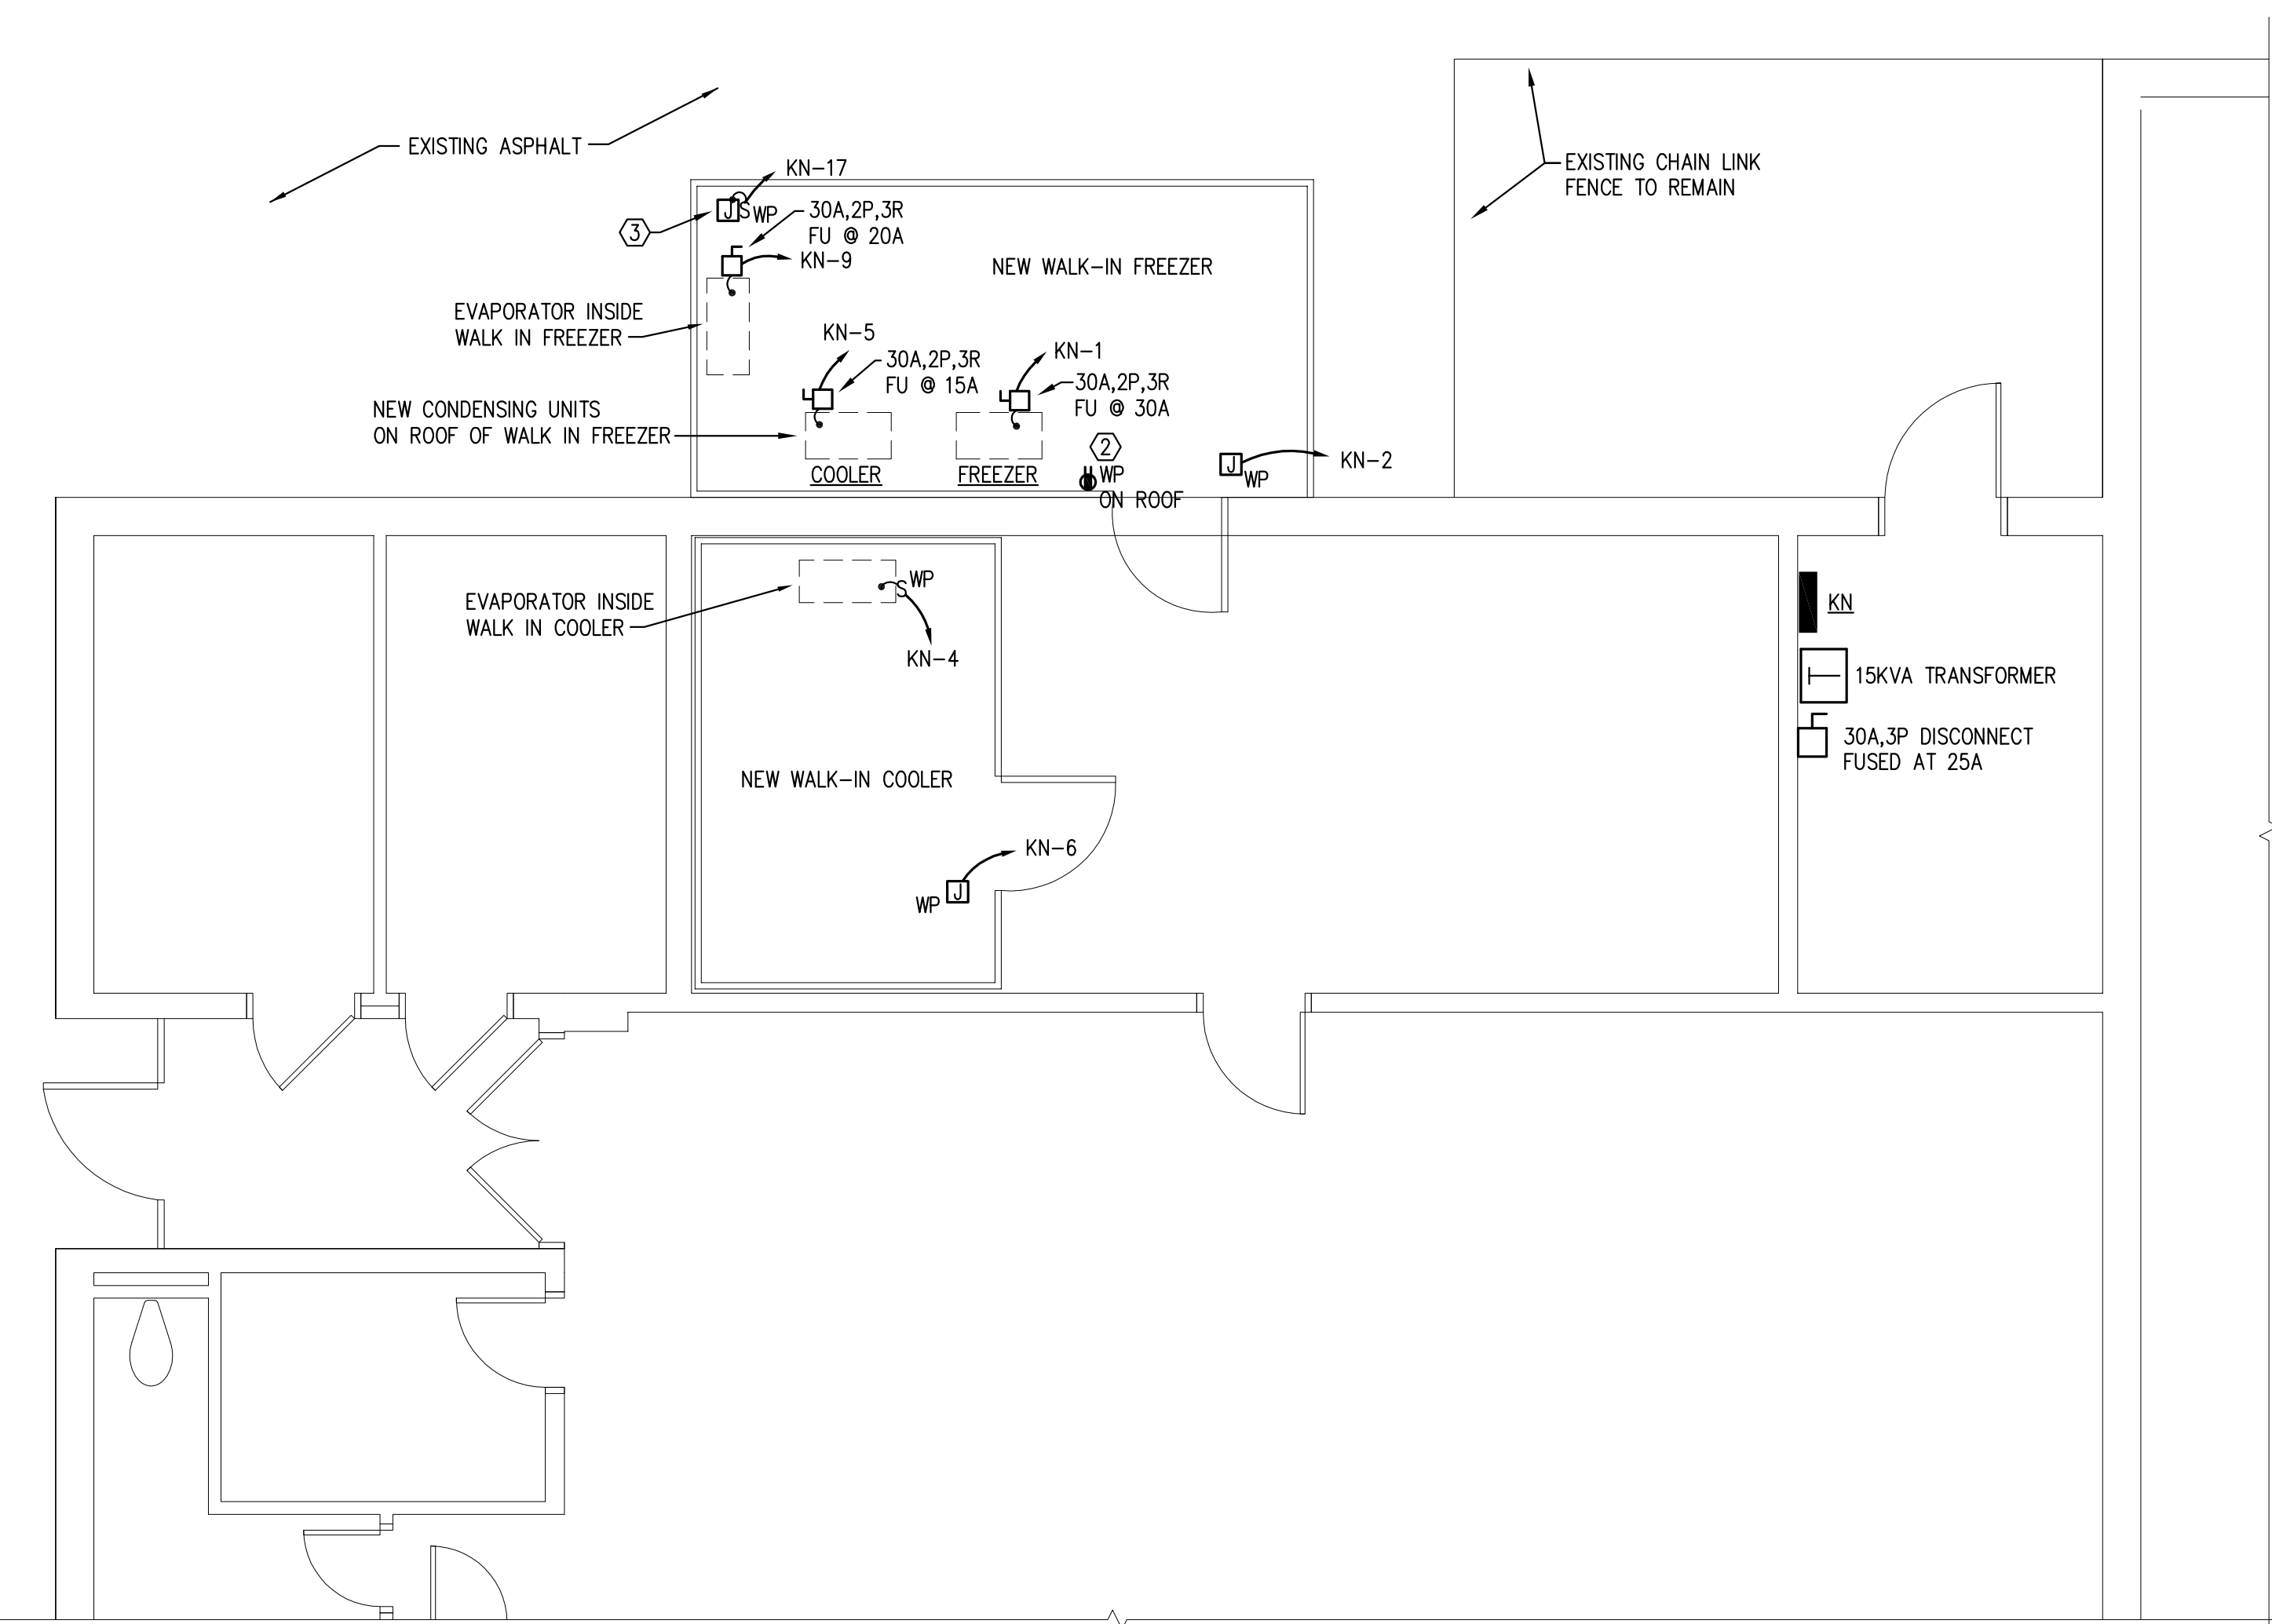 EXISTING ASPHALT
KN-17
EXISTING CHAIN LINK
FENCE TO REMAIN
J S WP
3
30A,2P,3R
FU @ 20A
KN-9
NEW WALK-IN FREEZER
EVAPORATOR INSIDE
WALK IN FREEZER
KN-5
30A,2P,3R
FU @ 15A
KN-1
30A,2P,3R
FU @ 30A
NEW CONDENSING UNITS
ON ROOF OF WALK IN FREEZER
COOLER
FREEZER
2
WP
ON ROOF
J
WP
KN-2
EVAPORATOR INSIDE
WALK IN COOLER
S
WP
KN-4
KN
T
15KVA TRANSFORMER
30A,3P DISCONNECT
FUSED AT 25A
NEW WALK-IN COOLER
KN-6
WP
J